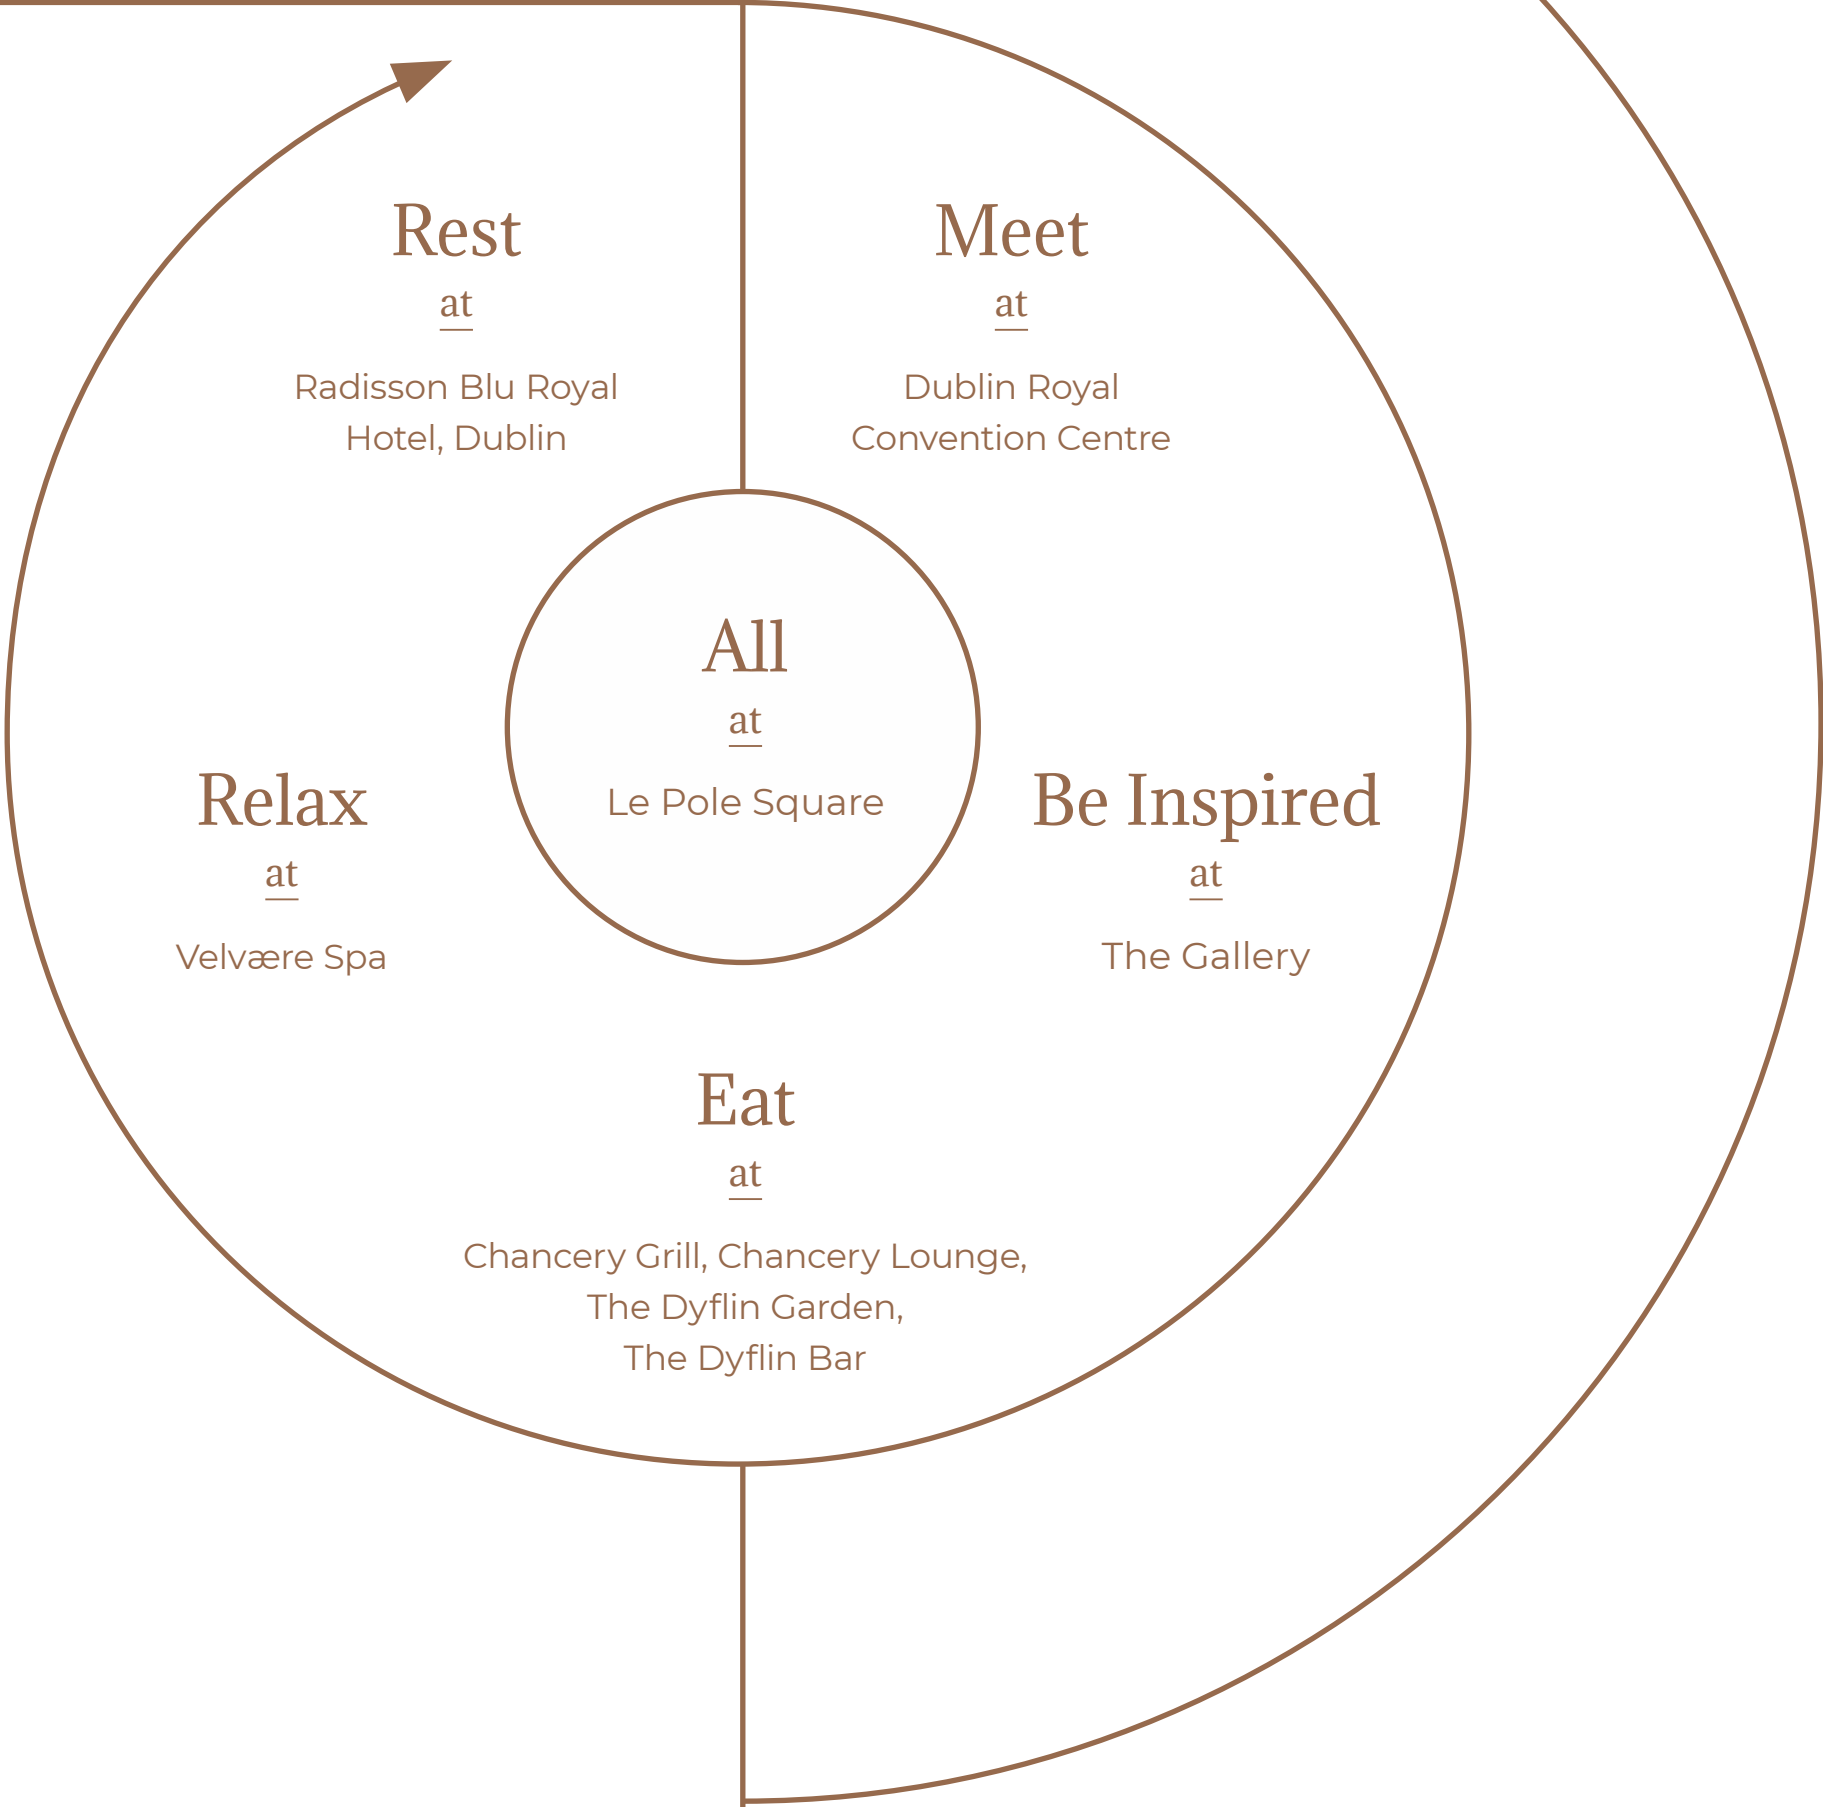 Rest
at
Radisson Blu Royal
Hotel, Dublin
Meet
at
Dublin Royal
Convention Centre
All
at
Le Pole Square
Relax
at
Velvære Spa
Be Inspired
at
The Gallery
Eat
at
Chancery Grill, Chancery Lounge,
The Dyflin Garden,
The Dyflin Bar